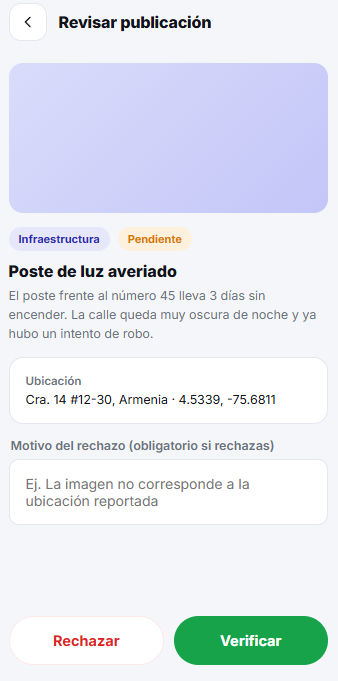 Revisar publicación
Infraestructura
Pendiente
Poste de luz averiado
El poste frente al número 45 lleva 3 días sin
encender. La calle queda muy oscura de noche y ya
hubo un intento de robo.
Ubicación
Cra. 14 #12-30, Armenia · 4.5339, -75.6811
Motivo del rechazo (obligatorio si rechazas)
Ej. La imagen no corresponde a la
ubicación reportada
Rechazar
Verificar